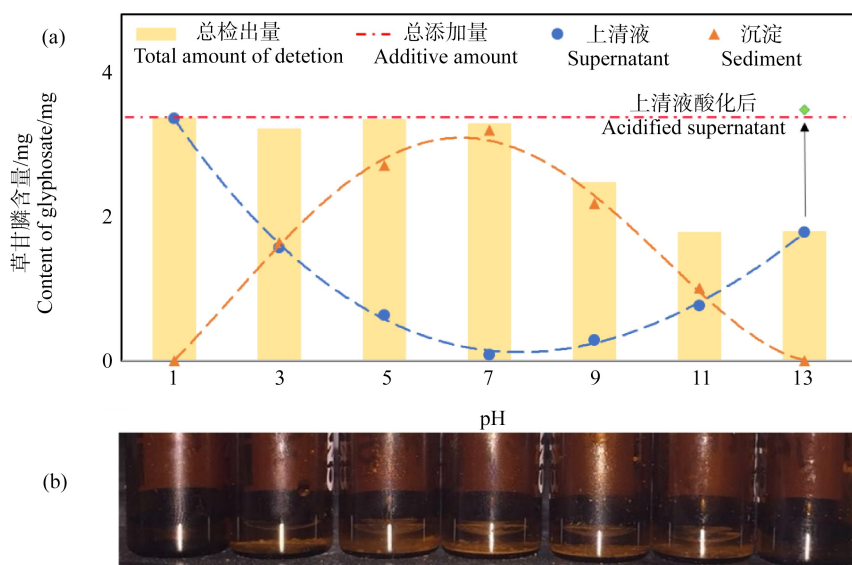 (a)
总检出量
Total amount of detetion
总添加量
Additive amount
上清液
Supernatant
沉淀
Sediment
草甘膦含量/mg
Content of glyphosate/mg
4
2
0
上清液酸化后
Acidified supernatant
1 3 5 7 9 11 13
pH
(b)